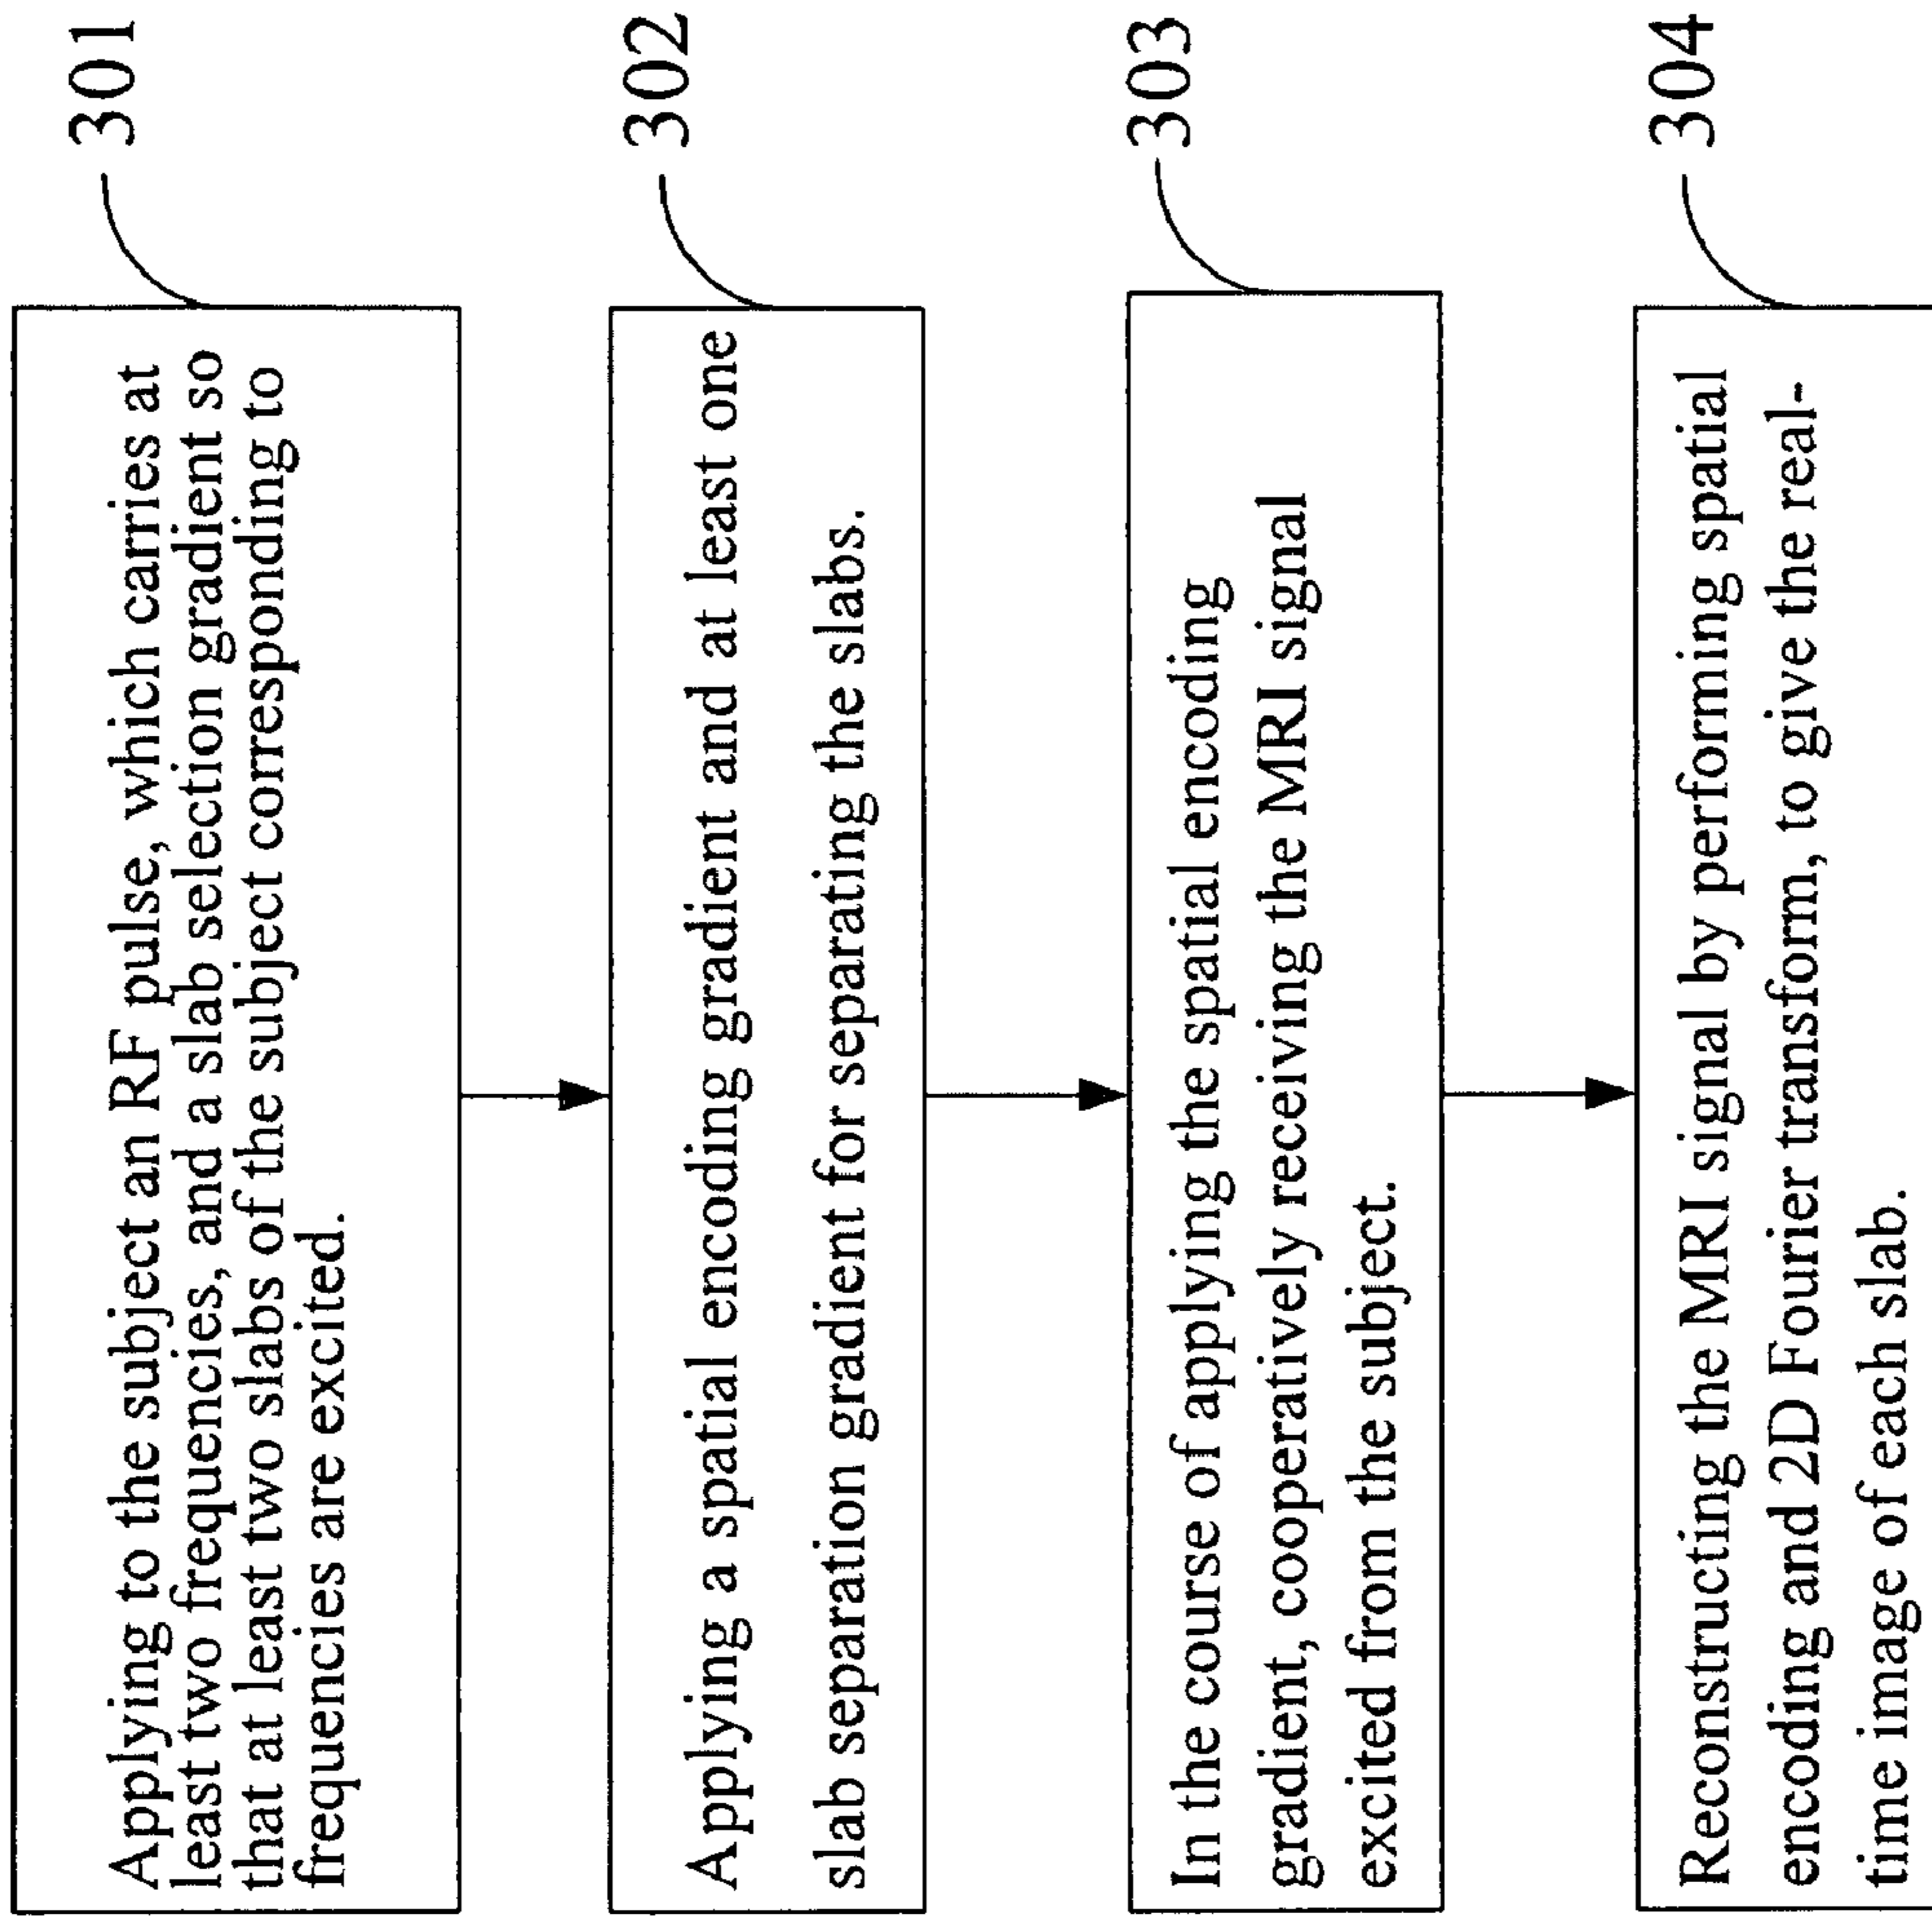 301
Applying to the subject an RF pulse, which carries at
least two frequencies, and a slab selection gradient so
that at least two slabs of the subject corresponding to
frequencies are excited.
302
Applying a spatial encoding gradient and at least one
slab separation gradient for separating the slabs.
303
In the course of applying the spatial encoding
gradient, cooperatively receiving the MRI signal
excited from the subject.
304
Reconstructing the MRI signal by performing spatial
encoding and 2D Fourier transform, to give the real-
time image of each slab.